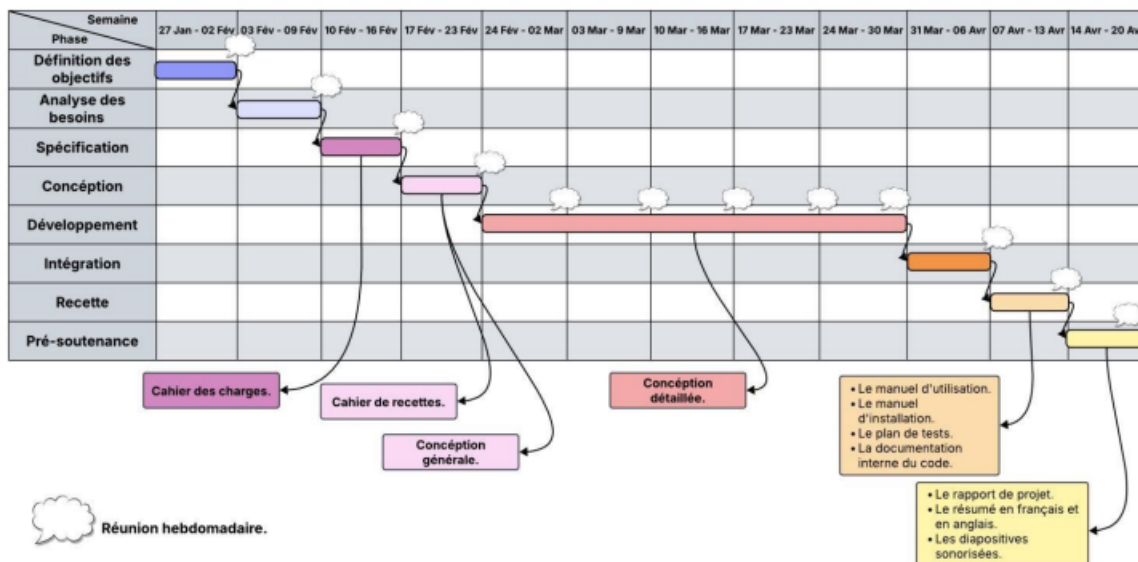 Semaine
Phase
27 Jan - 02 Fév
03 Fév - 09 Fév
10 Fév - 16 Fév
17 Fév - 23 Fév
24 Fév - 02 Mar
03 Mar - 9 Mar
10 Mar - 16 Mar
17 Mar - 23 Mar
24 Mar - 30 Mar
31 Mar - 06 Avr
07 Avr - 13 Avr
14 Avr - 20 Av
Définition des
objectifs
Analyse des
besoins
Spécification
Concéption
Développement
Intégration
Recette
Pré-soutenance
Cahier des charges.
Cahier de recettes.
Concéption
générale.
Concéption
détaillée.
• Le manuel d'utilisation.
• Le manuel
d'installation.
• Le plan de tests.
• La documentation
interne du code.
• Le rapport de projet.
• Le résumé en français et
en anglais.
• Les diapositives
sonorisées.
Réunion hebdomadaire.